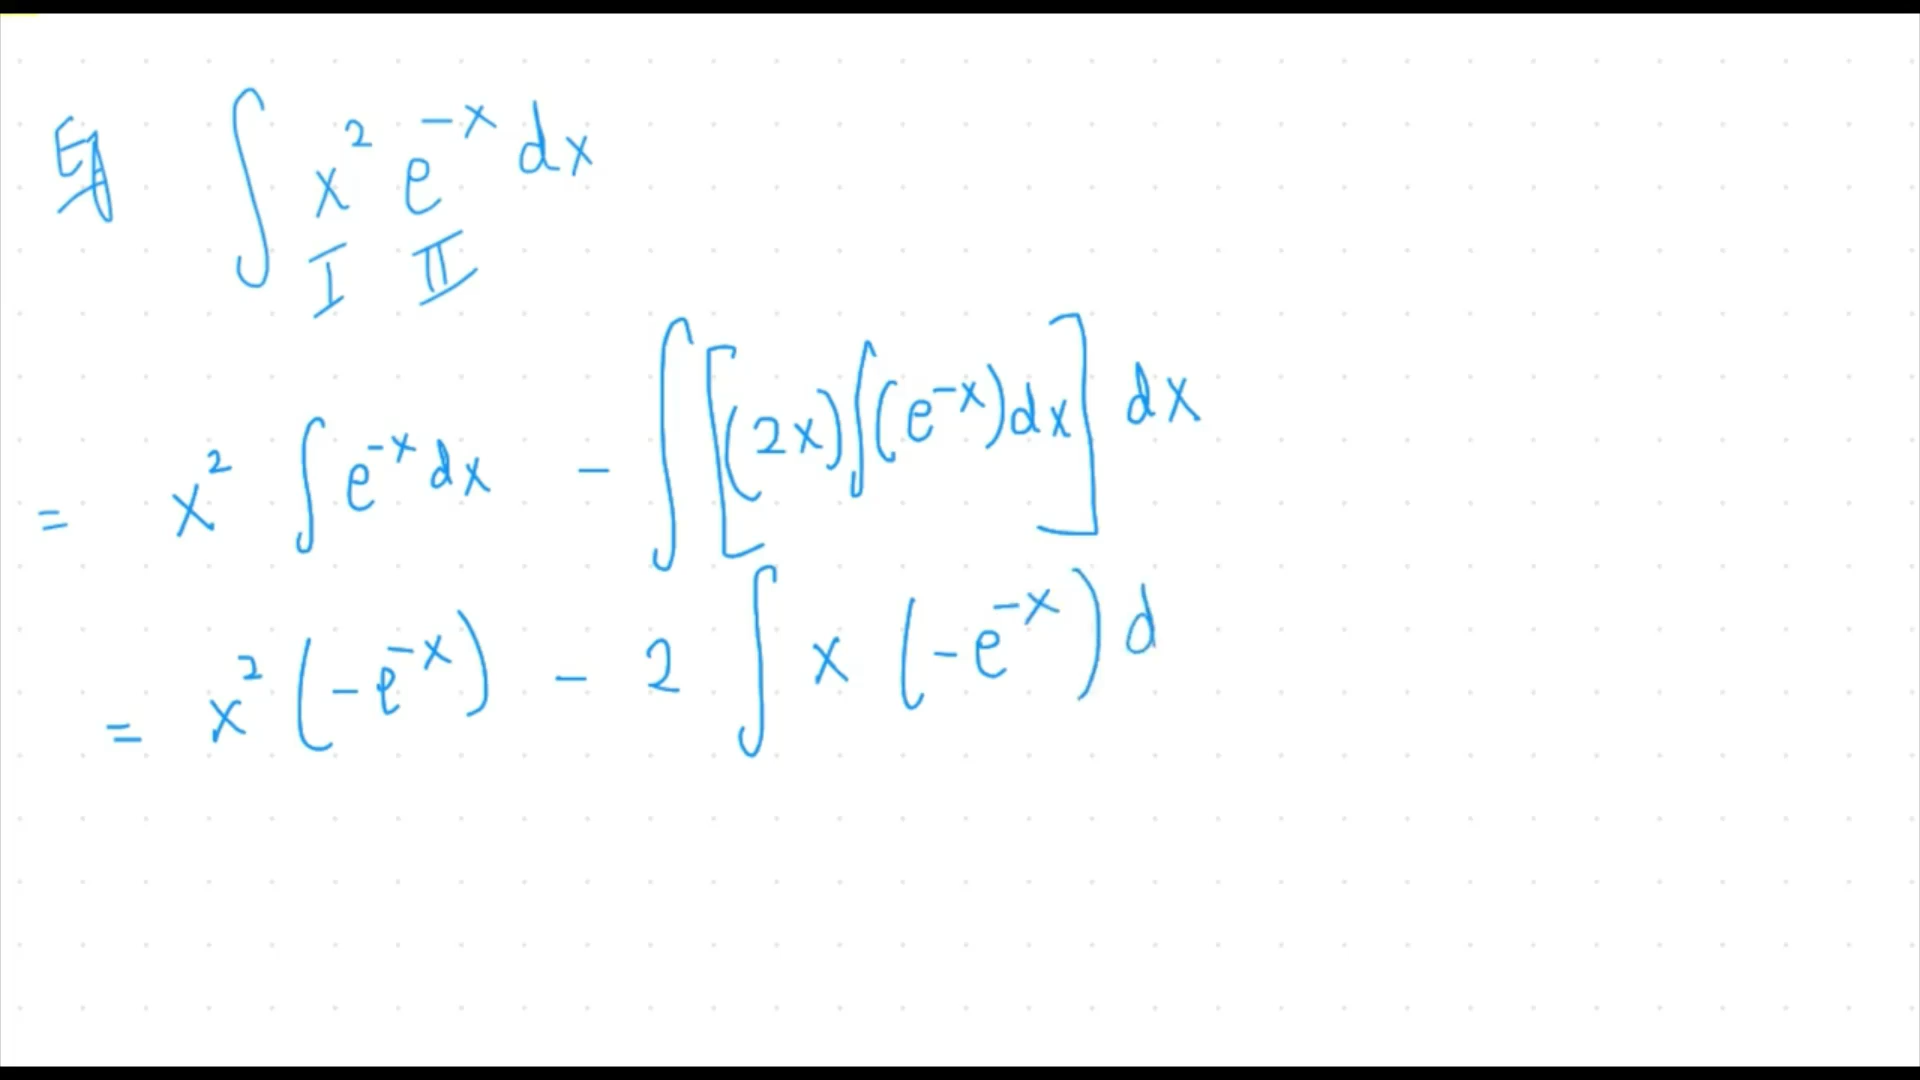 Eg ∫ x² e⁻ˣ dx
I II
= x² ∫ e⁻ˣ dx - ∫ [(2x) ∫ (e⁻ˣ) dx] dx
= x² (-e⁻ˣ) - 2 ∫ x (-e⁻ˣ) d